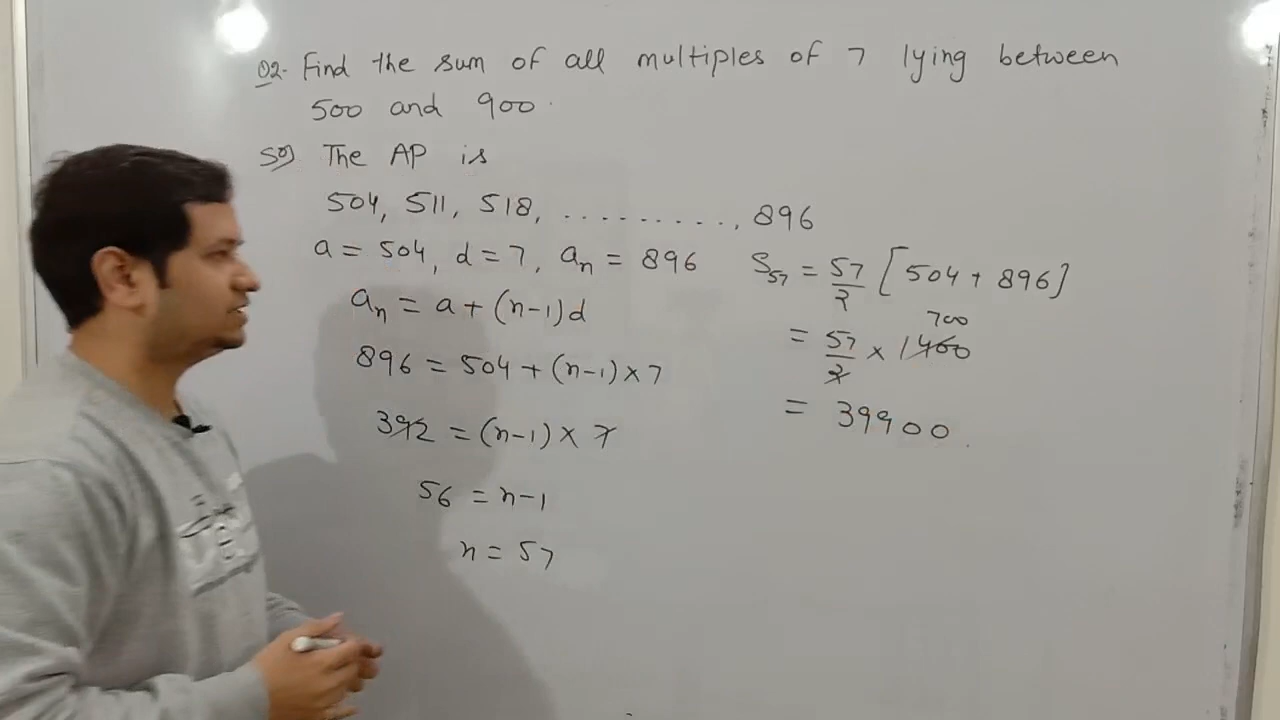 Q2. Find the sum of all multiples of 7 lying between
500 and 900.
Sol The AP is
504, 511, 518, .........., 896
a = 504, d = 7, an = 896
an = a + (n-1)d
896 = 504 + (n-1) × 7
392 = (n-1) × 7
56 = n-1
n = 57
S57 = 57/2 [504 + 896]
700
= 57/2 × 1400
= 39900.